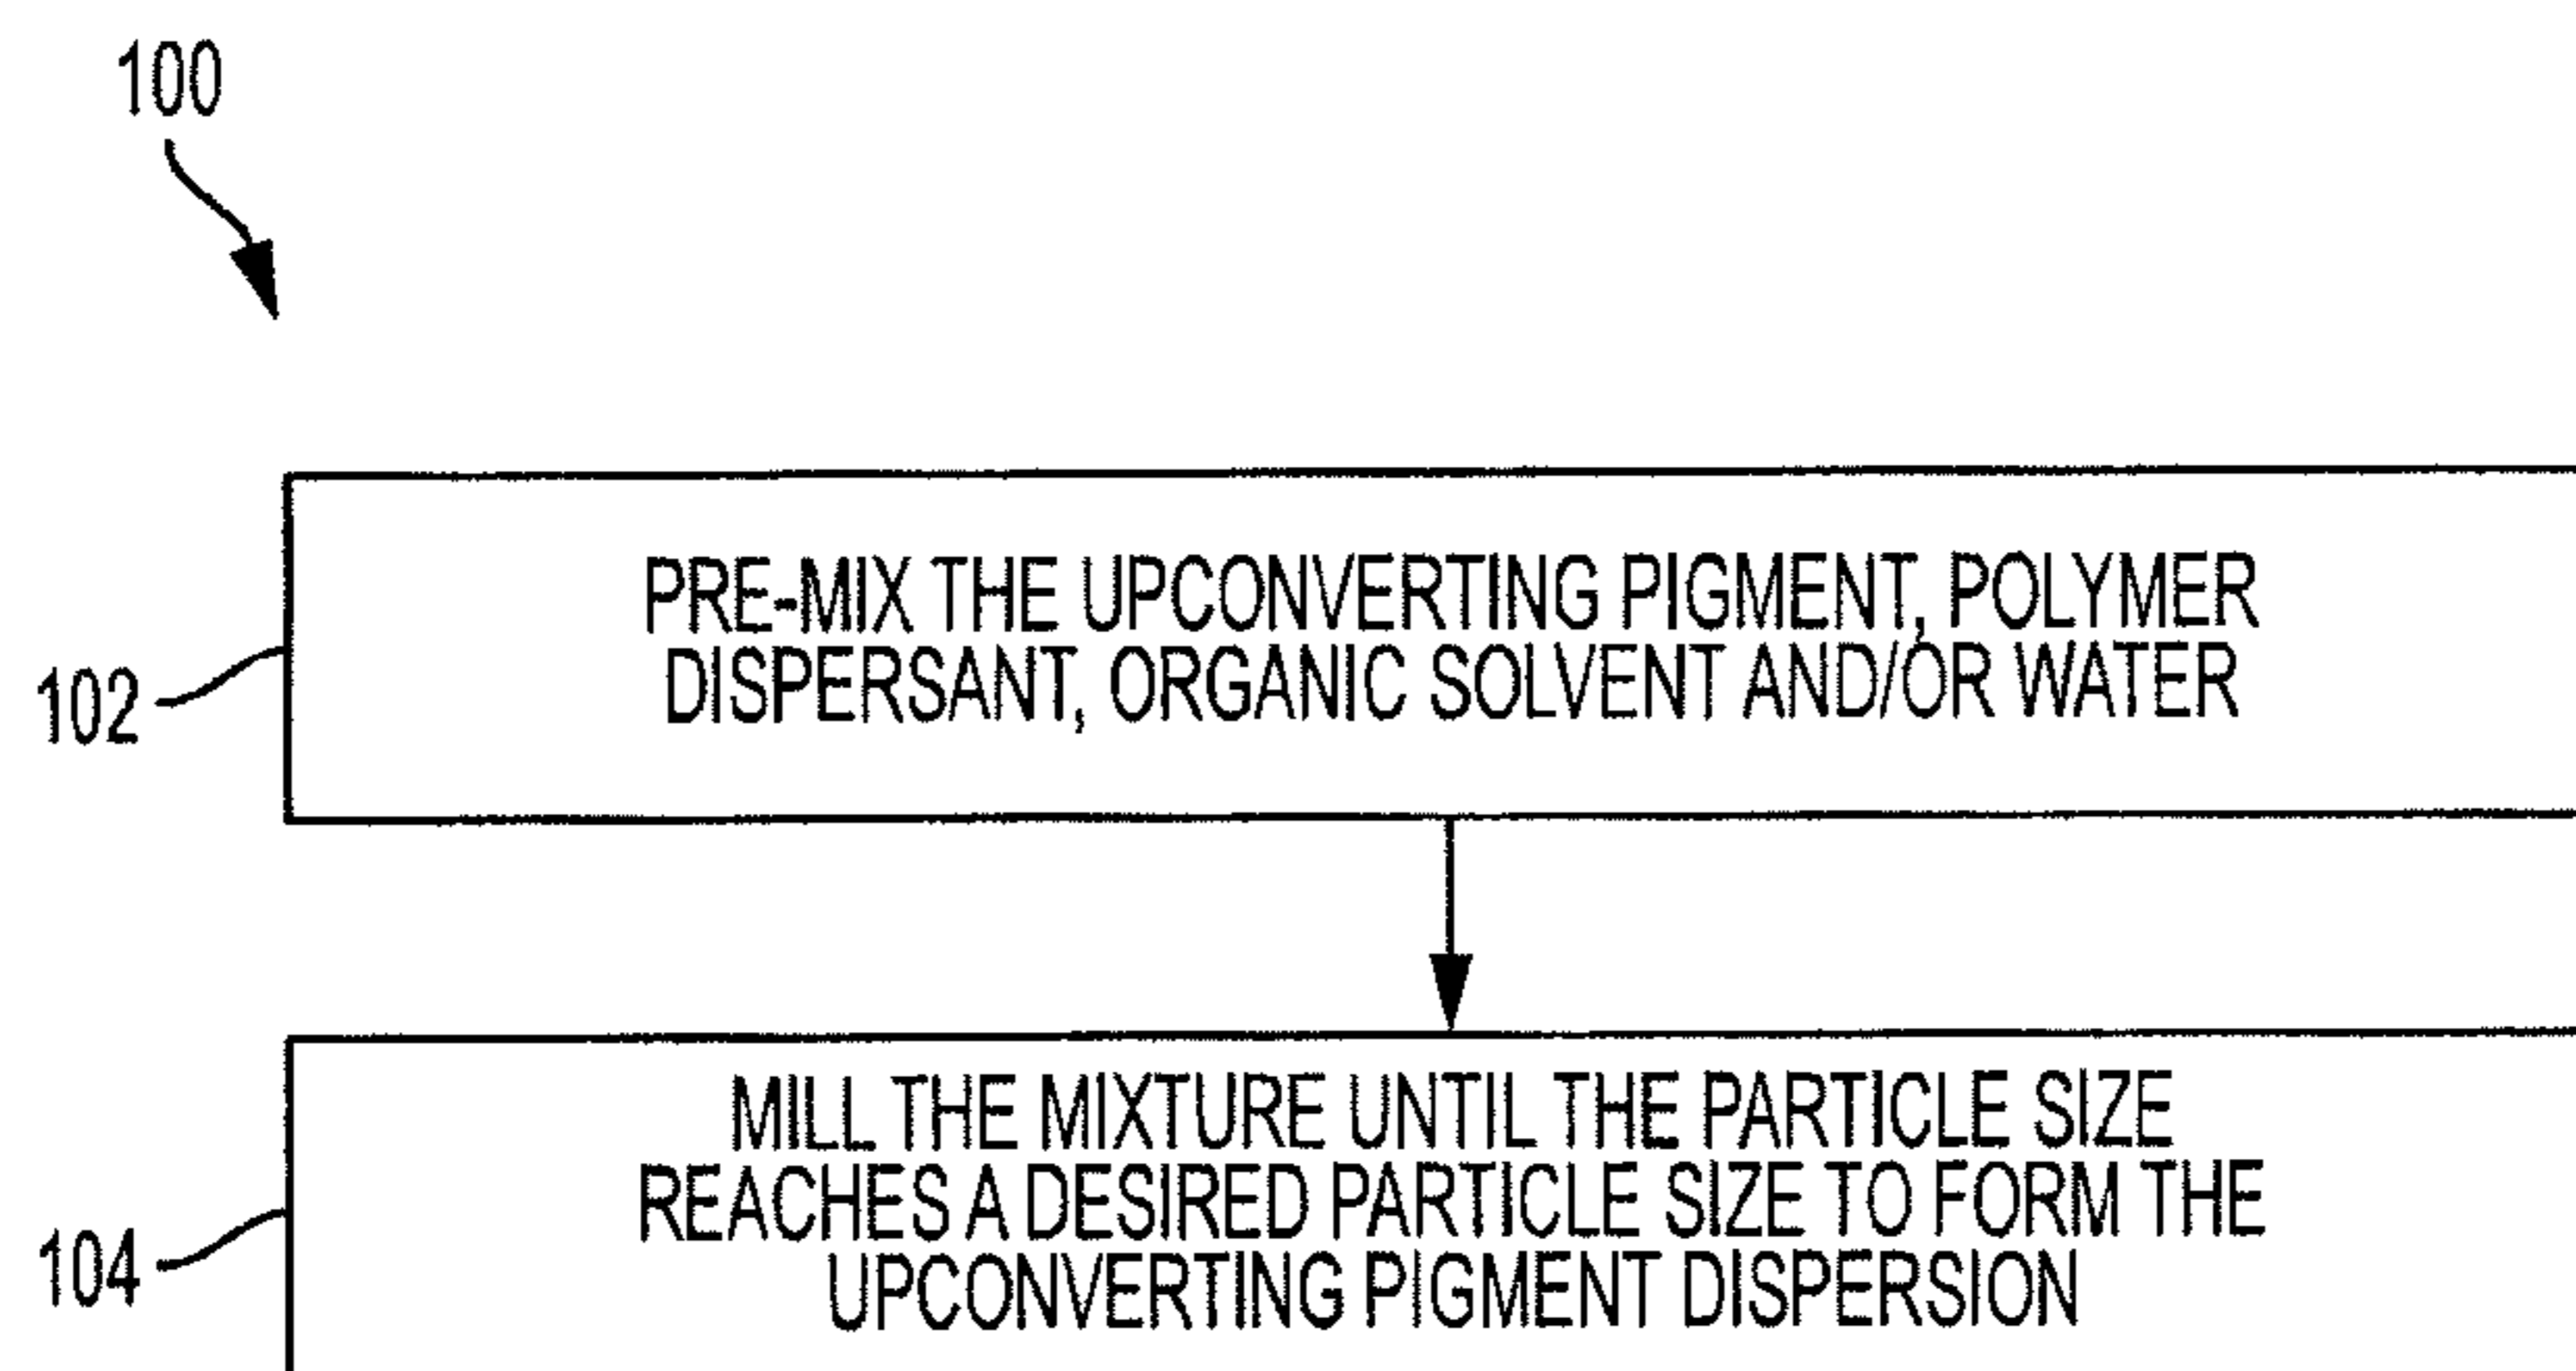 100
102
PRE-MIX THE UPCONVERTING PIGMENT, POLYMER
DISPERSANT, ORGANIC SOLVENT AND/OR WATER
104
MILL THE MIXTURE UNTIL THE PARTICLE SIZE
REACHES A DESIRED PARTICLE SIZE TO FORM THE
UPCONVERTING PIGMENT DISPERSION